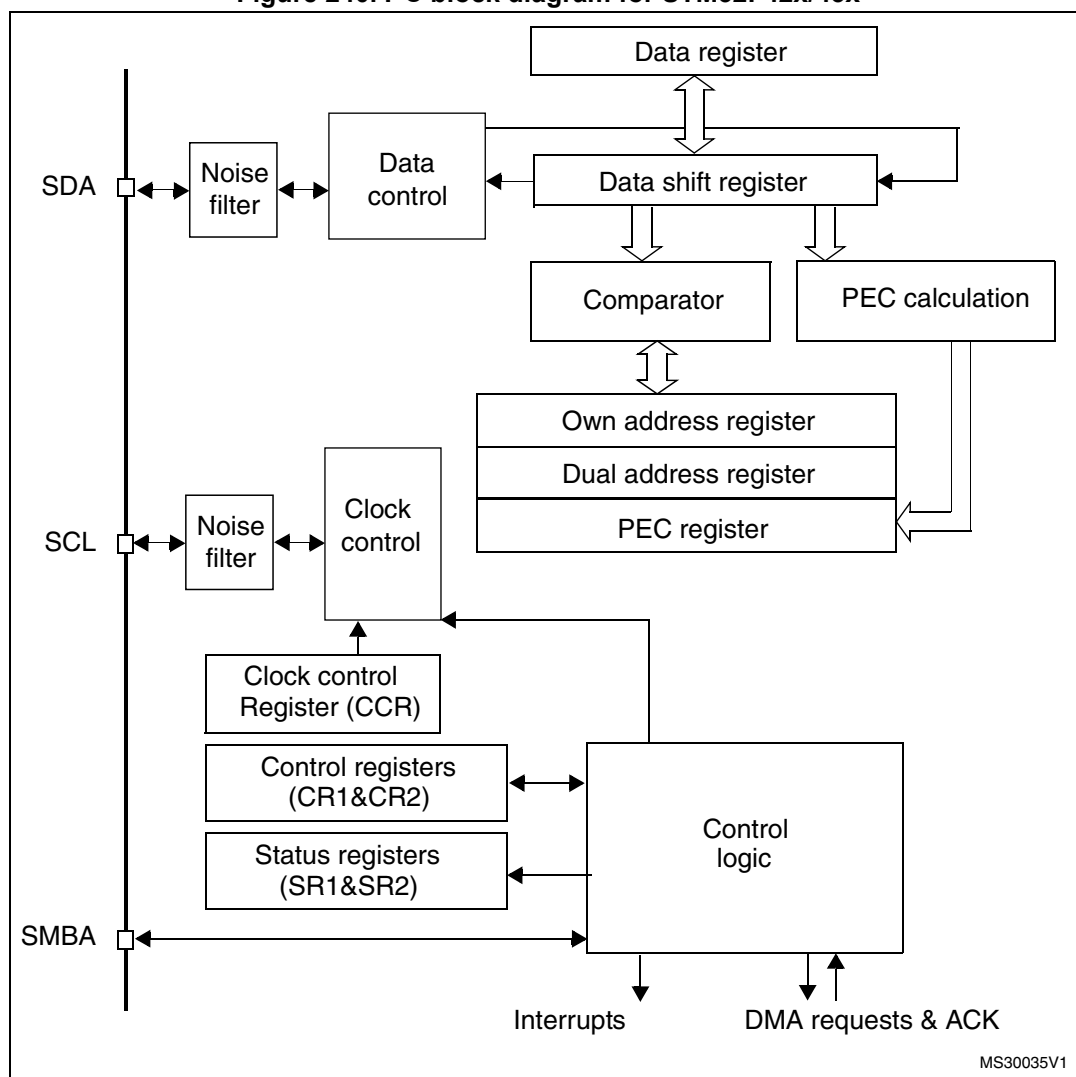 Data register
SDA
Noise
filter
Data
control
Data shift register
Comparator
PEC calculation
Own address register
Dual address register
PEC register
SCL
Noise
filter
Clock
control
Clock control
Register (CCR)
Control registers
(CR1&CR2)
Status registers
(SR1&SR2)
Control
logic
SMBA
Interrupts
DMA requests & ACK
MS30035V1